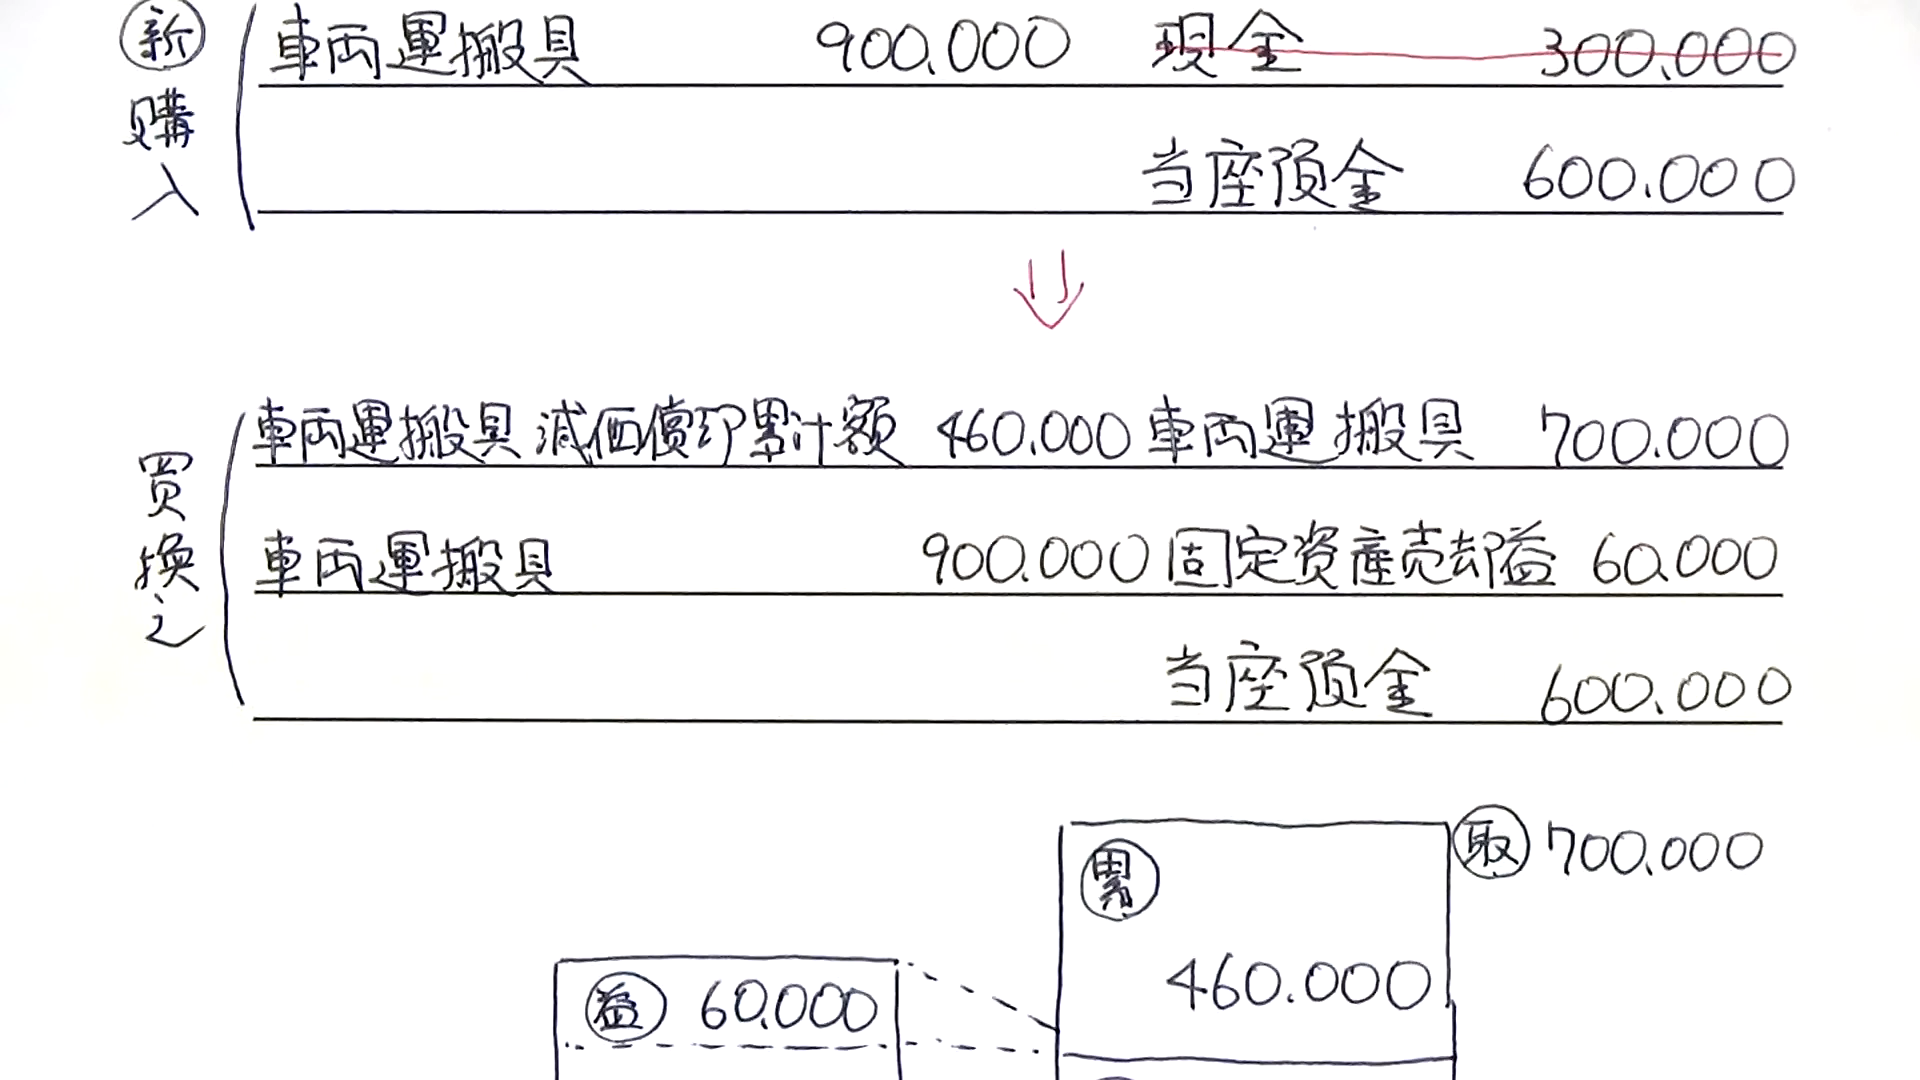 新購入
車両運搬具 900.000 現金 300.000
当座預金 600.000
買換え
車両運搬具減価償却累計額 460.000 車両運搬具 700.000
車両運搬具 900.000 固定資産売却益 60.000
当座預金 600.000
累 取 700.000
460.000
益 60.000